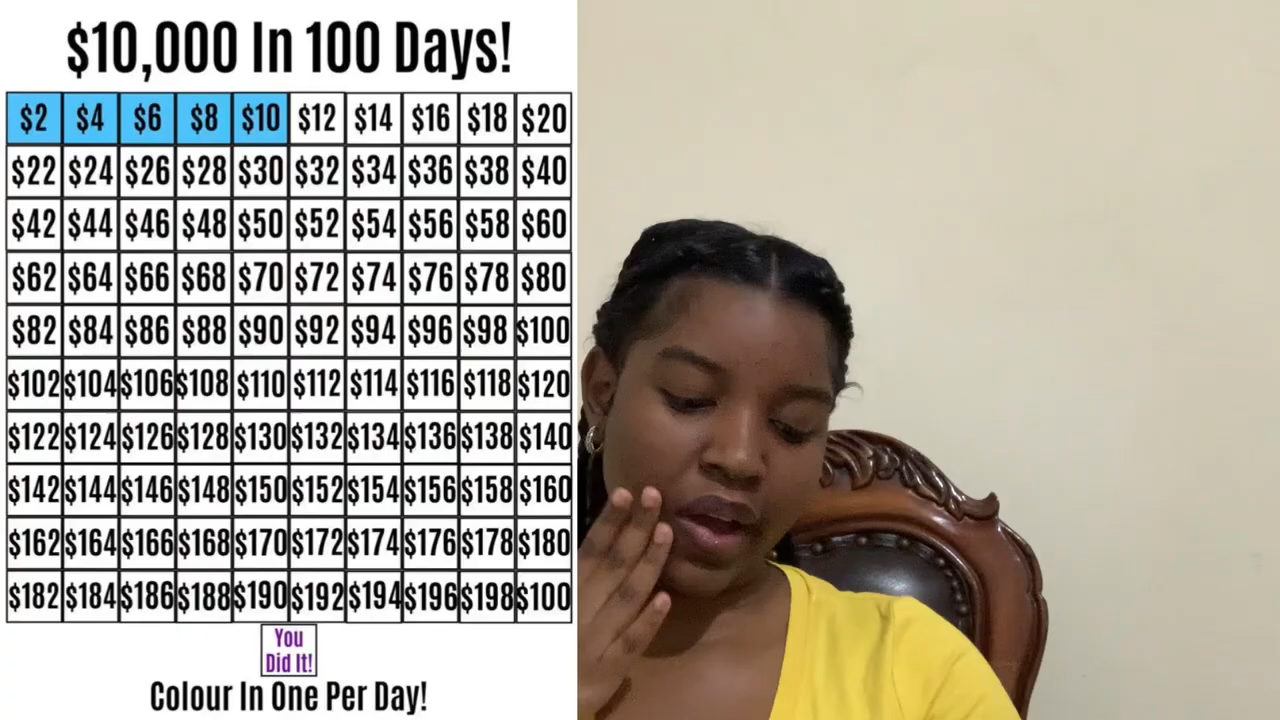 $10,000 In 100 Days!
$2 $4 $6 $8 $10 $12 $14 $16 $18 $20
$22 $24 $26 $28 $30 $32 $34 $36 $38 $40
$42 $44 $46 $48 $50 $52 $54 $56 $58 $60
$62 $64 $66 $68 $70 $72 $74 $76 $78 $80
$82 $84 $86 $88 $90 $92 $94 $96 $98 $100
$102 $104 $106 $108 $110 $112 $114 $116 $118 $120
$122 $124 $126 $128 $130 $132 $134 $136 $138 $140
$142 $144 $146 $148 $150 $152 $154 $156 $158 $160
$162 $164 $166 $168 $170 $172 $174 $176 $178 $180
$182 $184 $186 $188 $190 $192 $194 $196 $198 $100
You
Did It!
Colour In One Per Day!